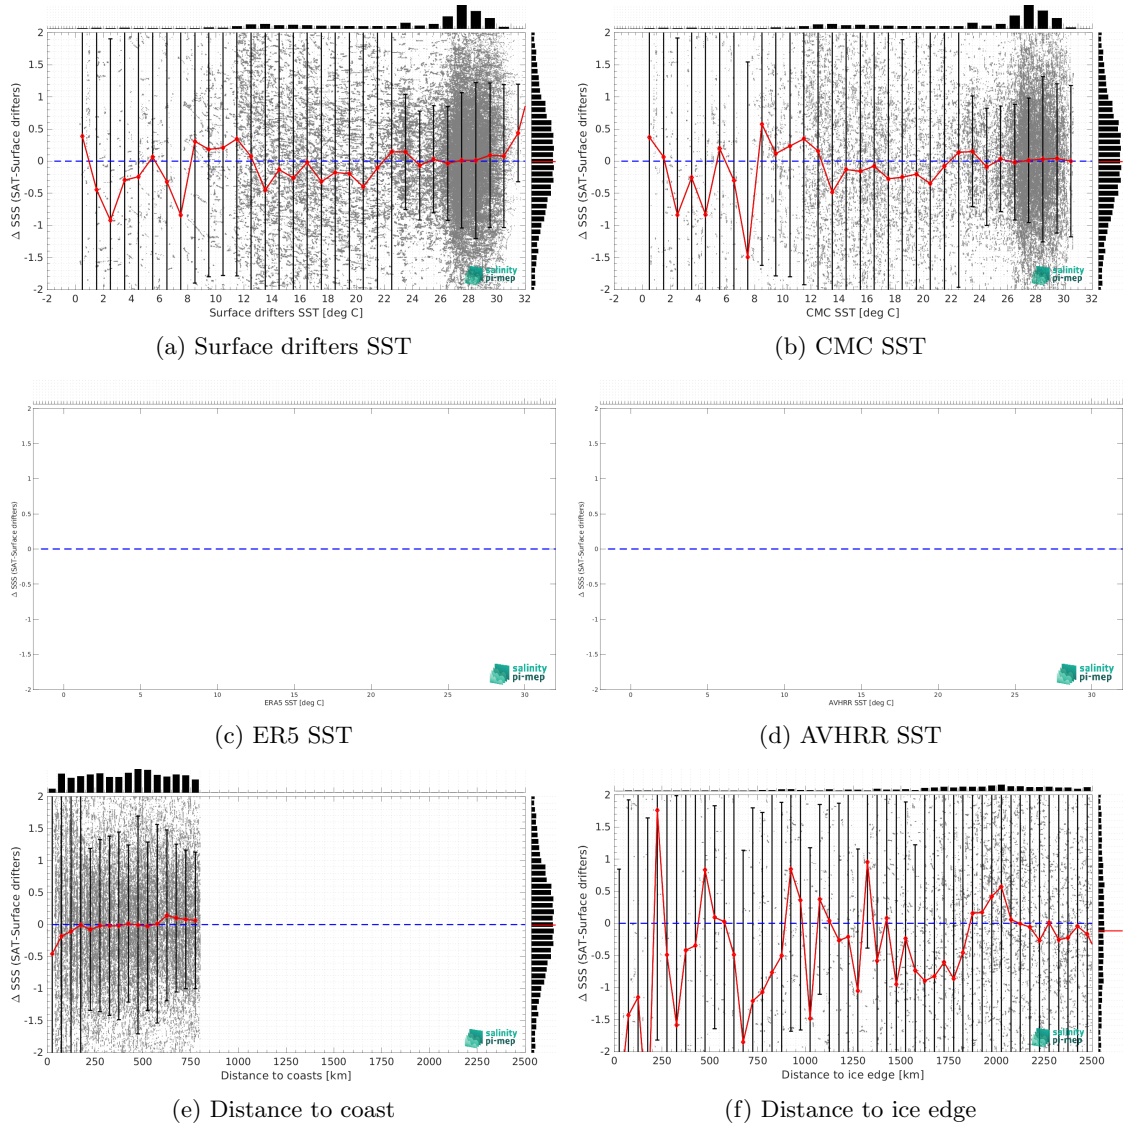 2
1.5
1
0.5
0
-0.5
-1
-1.5
-2
Δ SSS (SAT-Surface drifters)
salinity
pi-mep
-2 0 2 4 6 8 10 12 14 16 18 20 22 24 26 28 30 32
Surface drifters SST [deg C]
(a) Surface drifters SST
2
1.5
1
0.5
0
-0.5
-1
-1.5
-2
Δ SSS (SAT-Surface drifters)
salinity
pi-mep
-2 0 2 4 6 8 10 12 14 16 18 20 22 24 26 28 30 32
CMC SST [deg C]
(b) CMC SST
2
1.5
1
0.5
0
-0.5
-1
-1.5
-2
Δ SSS (SAT-Surface drifters)
salinity
pi-mep
0 5 10 15 20 25 30
ERA5 SST [deg C]
(c) ER5 SST
2
1.5
1
0.5
0
-0.5
-1
-1.5
-2
Δ SSS (SAT-Surface drifters)
salinity
pi-mep
0 5 10 15 20 25 30
AVHRR SST [deg C]
(d) AVHRR SST
2
1.5
1
0.5
0
-0.5
-1
-1.5
-2
Δ SSS (SAT-Surface drifters)
salinity
pi-mep
0 250 500 750 1000 1250 1500 1750 2000 2250 2500
Distance to coasts [km]
(e) Distance to coast
2
1.5
1
0.5
0
-0.5
-1
-1.5
-2
Δ SSS (SAT-Surface drifters)
salinity
pi-mep
0 250 500 750 1000 1250 1500 1750 2000 2250 2500
Distance to ice edge [km]
(f) Distance to ice edge